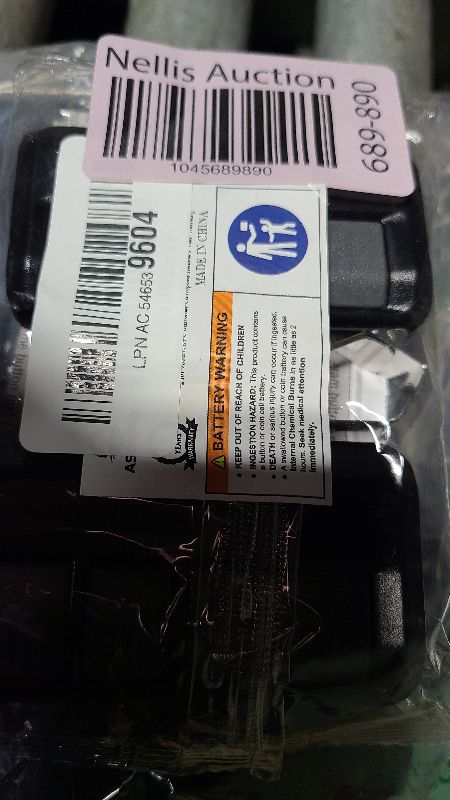 Nellis Auction
1045689890
689-890
LPN AC 54653 9604
MADE IN CHINA
BATTERY WARNING
• KEEP OUT OF REACH OF CHILDREN
• INGESTION HAZARD: This product contains
a button or coin cell battery.
• DEATH or serious injury can occur if ingested.
• A swallowed button or coin battery can cause
Internal Chemical Burns in as little as 2
hours. Seek medical attention
immediately.
YEARS
WARRANTY